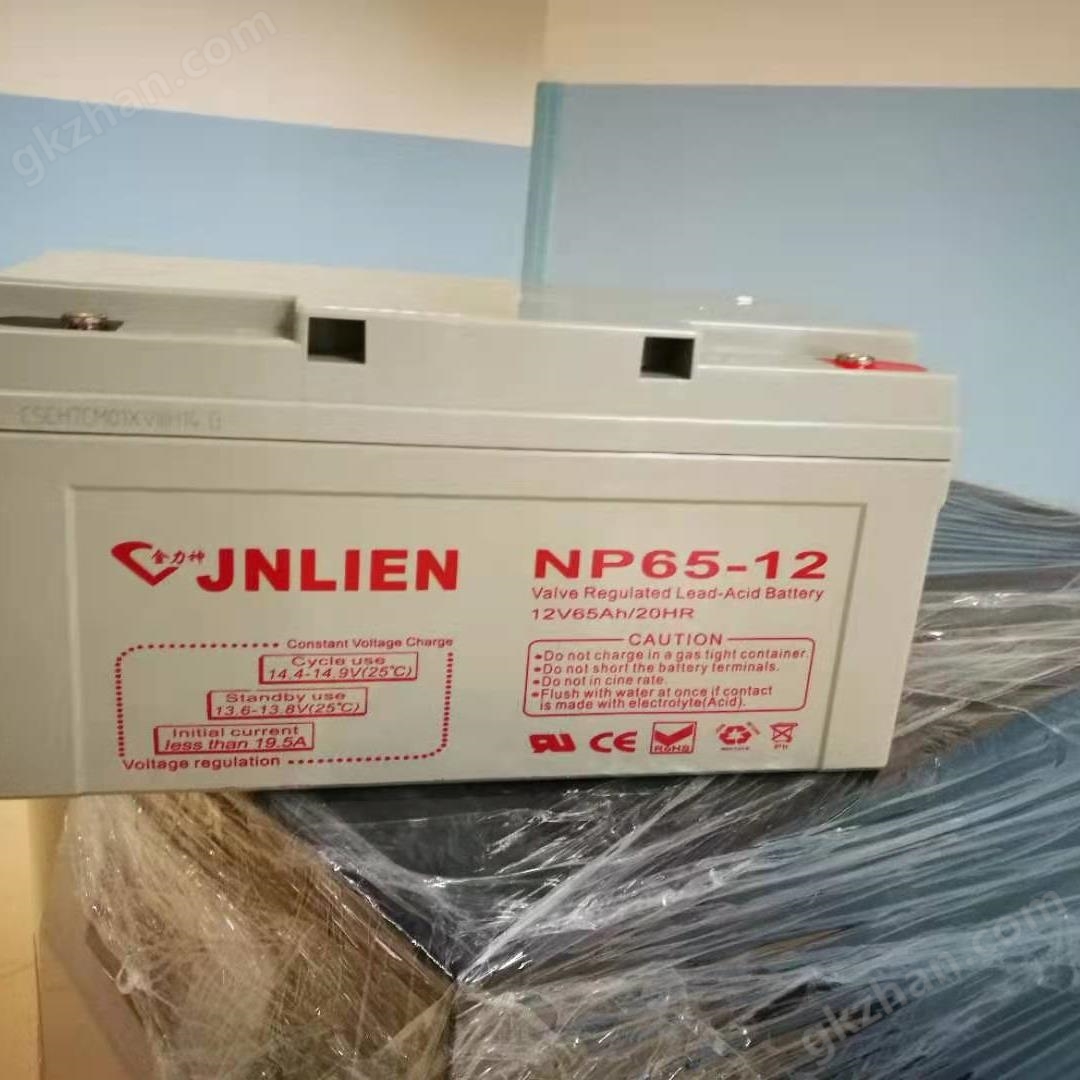 gkzhan.com
金力神 JNLIEN
NP65-12
Valve Regulated Lead-Acid Battery
12V65Ah/20HR
Constant Voltage Charge
Cycle use
14.4-14.9V(25℃)
Standby use
13.6-13.8V(25℃)
Initial current
less than 19.5A
Voltage regulation
CAUTION
•Do not charge in a gas tight container.
•Do not short the battery terminals.
•Do not in cine rate.
•Flush with water at once if contact
is made with electrolyte(Acid).
CE
RoHS
Pb
gkzhan.com